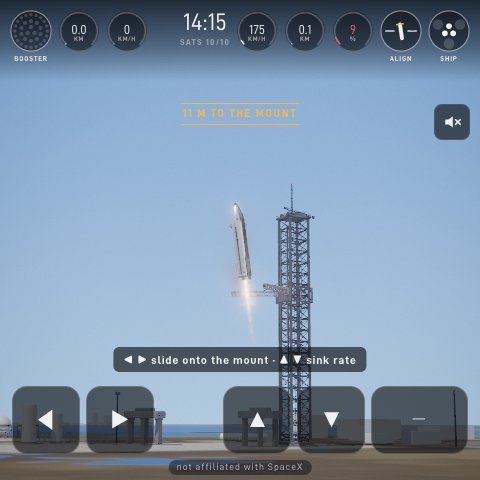 0.0
KM
0
KM/H
14:15
SATS 10/10
175
KM/H
0.1
KM
9
%
BOOSTER
ALIGN
SHIP
11 M TO THE MOUNT
◀ ▶ slide onto the mount · ▲ ▼ sink rate
not affiliated with SpaceX